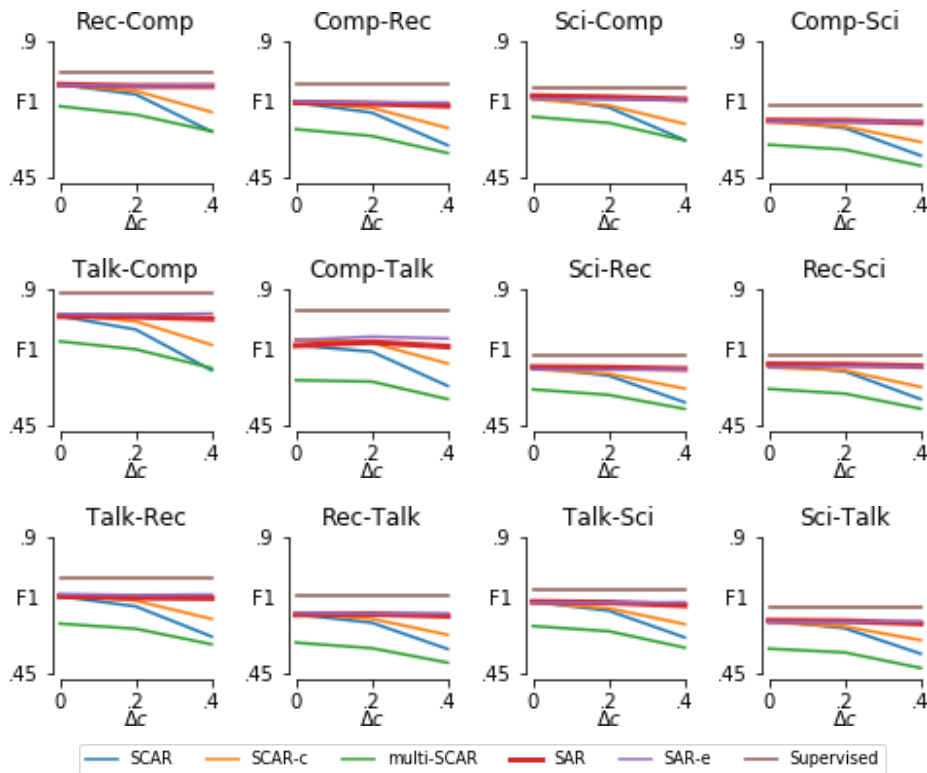 Rec-Comp Comp-Rec Sci-Comp Comp-Sci
.9 .9 .9 .9
F1 F1 F1 F1
.45 .45 .45 .45
0 .2 .4 0 .2 .4 0 .2 .4 0 .2 .4
Δc Δc Δc Δc
Talk-Comp Comp-Talk Sci-Rec Rec-Sci
.9 .9 .9 .9
F1 F1 F1 F1
.45 .45 .45 .45
0 .2 .4 0 .2 .4 0 .2 .4 0 .2 .4
Δc Δc Δc Δc
Talk-Rec Rec-Talk Talk-Sci Sci-Talk
.9 .9 .9 .9
F1 F1 F1 F1
.45 .45 .45 .45
0 .2 .4 0 .2 .4 0 .2 .4 0 .2 .4
Δc Δc Δc Δc
SCAR SCAR-c multi-SCAR SAR SAR-e Supervised